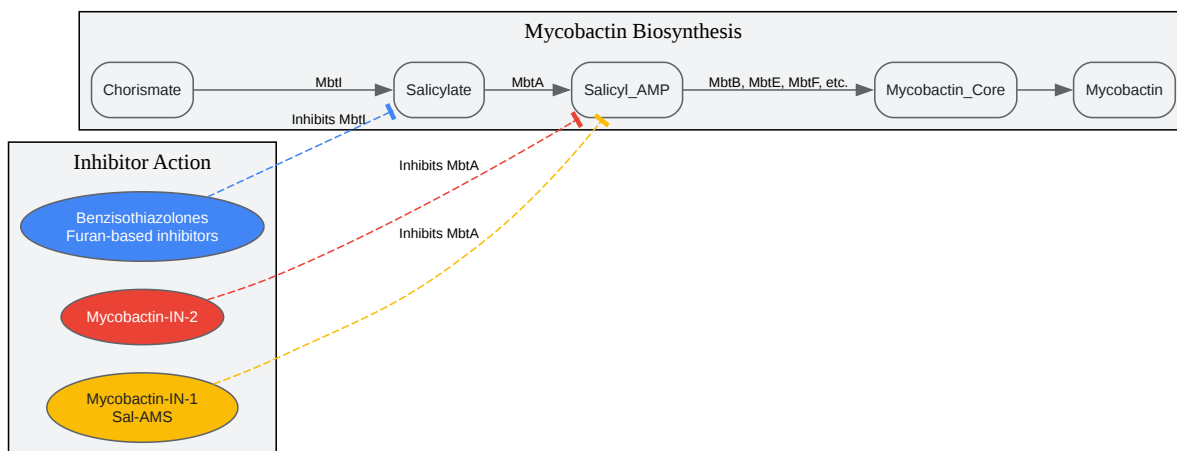 Mycobactin Biosynthesis
Chorismate
MbtI
Salicylate
MbtA
Salicyl_AMP
MbtB, MbtE, MbtF, etc.
Mycobactin_Core
Mycobactin
Inhibits MbtI
Inhibitor Action
Inhibits MbtA
Benzisothiazolones
Furan-based inhibitors
Inhibits MbtA
Mycobactin-IN-2
Mycobactin-IN-1
Sal-AMS